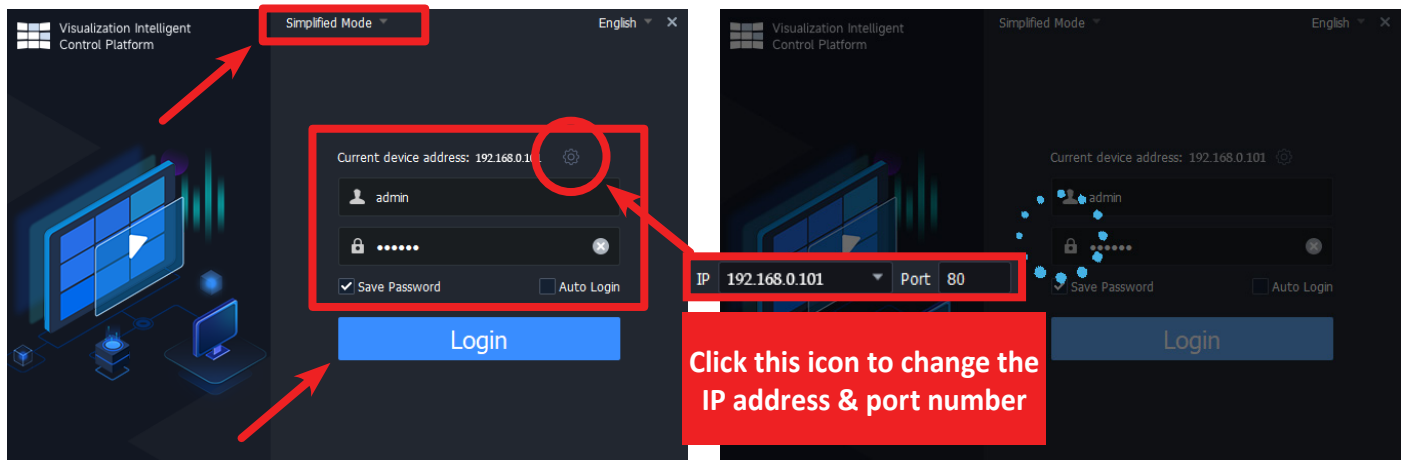 Visualization Intelligent
Control Platform
Simplified Mode
English
Current device address: 192.168.0.101
admin
••••••
Save Password
Auto Login
Login
IP 192.168.0.101 Port 80
Click this icon to change the
IP address & port number
Visualization Intelligent
Control Platform
Simplified Mode
English
Current device address: 192.168.0.101
admin
••••••
Save Password
Auto Login
Login